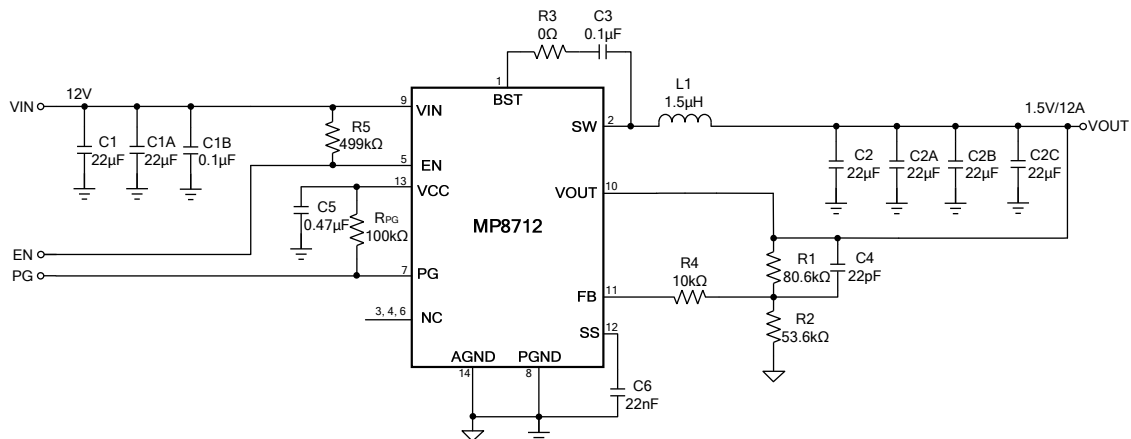 R3
0Ω
C3
0.1µF
1
BST
VIN
12V
9
VIN
L1
1.5µH
1.5V/12A
VOUT
SW
2
C1
22µF
C1A
22µF
C1B
0.1µF
R5
499kΩ
5
EN
C2
22µF
C2A
22µF
C2B
22µF
C2C
22µF
13
VCC
VOUT
10
C5
0.47µF
RPG
100kΩ
MP8712
EN
PG
7
PG
R4
10kΩ
R1
80.6kΩ
C4
22pF
FB
11
3, 4, 6
NC
SS
12
R2
53.6kΩ
AGND
PGND
14
8
C6
22nF